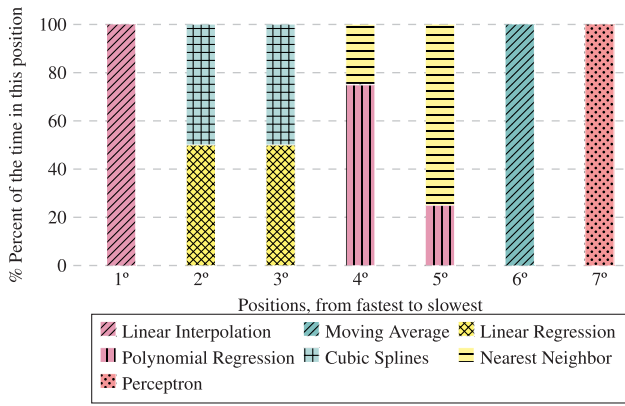 % Percent of the time in this position
100
80
60
40
20
0
1º 2º 3º 4º 5º 6º 7º
Positions, from fastest to slowest
Linear Interpolation Moving Average Linear Regression
Polynomial Regression Cubic Splines Nearest Neighbor
Perceptron